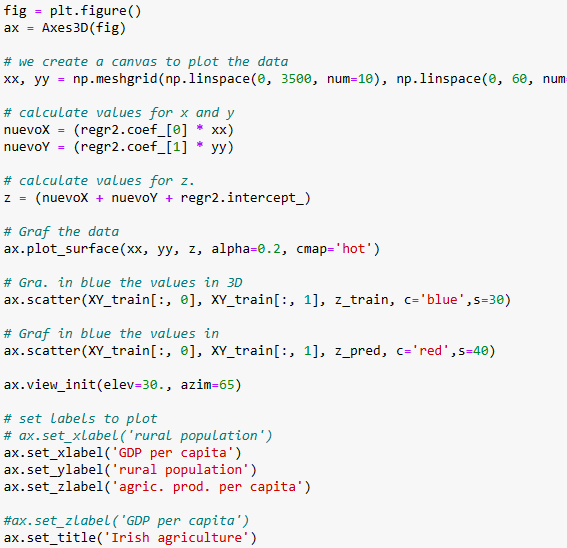 fig = plt.figure()
ax = Axes3D(fig)
# we create a canvas to plot the data
xx, yy = np.meshgrid(np.linspace(0, 3500, num=10), np.linspace(0, 60, num
# calculate values for x and y
nuevoX = (regr2.coef_[0] * xx)
nuevoY = (regr2.coef_[1] * yy)
# calculate values for z.
z = (nuevoX + nuevoY + regr2.intercept_)
# Graf the data
ax.plot_surface(xx, yy, z, alpha=0.2, cmap='hot')
# Gra. in blue the values in 3D
ax.scatter(XY_train[:, 0], XY_train[:, 1], z_train, c='blue',s=30)
# Graf in blue the values in
ax.scatter(XY_train[:, 0], XY_train[:, 1], z_pred, c='red',s=40)
ax.view_init(elev=30., azim=65)
# set labels to plot
# ax.set_xlabel('rural population')
ax.set_xlabel('GDP per capita')
ax.set_ylabel('rural population')
ax.set_zlabel('agric. prod. per capita')
#ax.set_zlabel('GDP per capita')
ax.set_title('Irish agriculture')